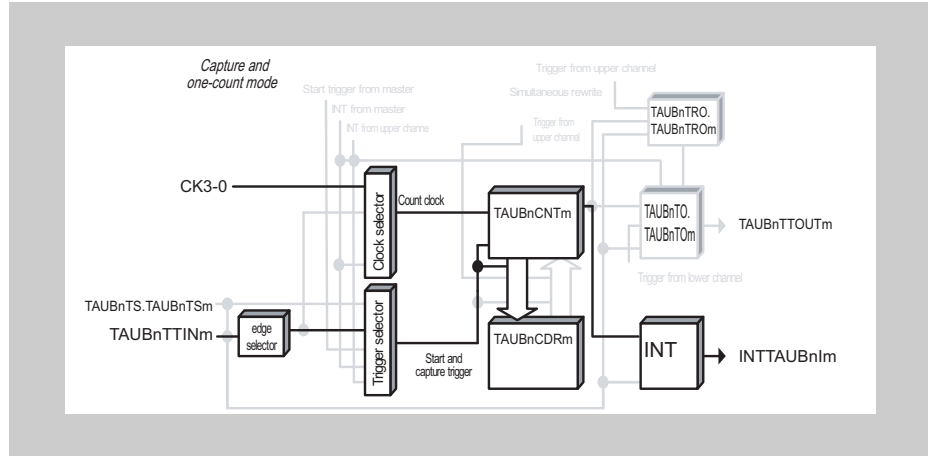 Capture and
one-count mode
Trigger from upper channel
Start trigger from master
Simultaneous rewrite
INT from master
INT from upper channe
Trigger from
upper channel
TAUBnTRO.
TAUBnTROm
CK3-0
Clock selector
Count clock
TAUBnCNTm
TAUBnTO.
TAUBnTOm
TAUBnTTOUTm
Trigger from lower channel
TAUBnTS.TAUBnTSm
TAUBnTTINm
edge
selector
Trigger selector
Start and
capture trigger
TAUBnCDRm
INT
INTTAUBnIm